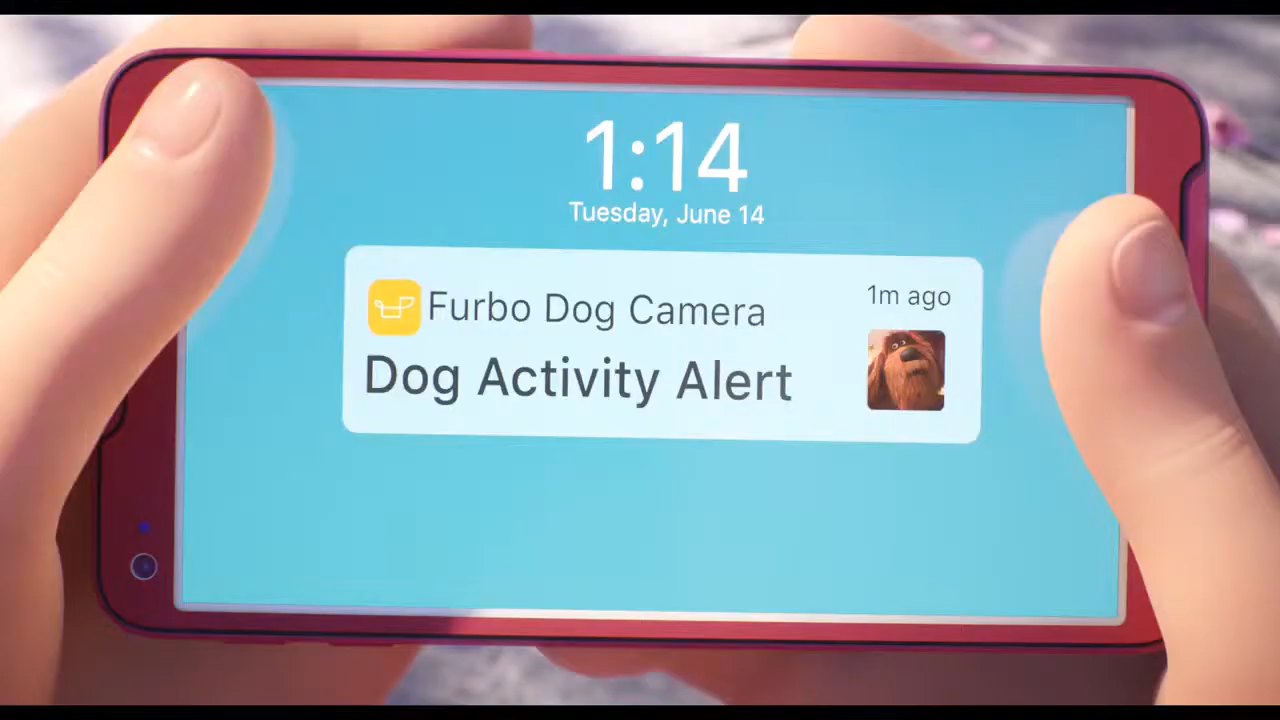 1:14
Tuesday, June 14
Furbo Dog Camera
1m ago
Dog Activity Alert